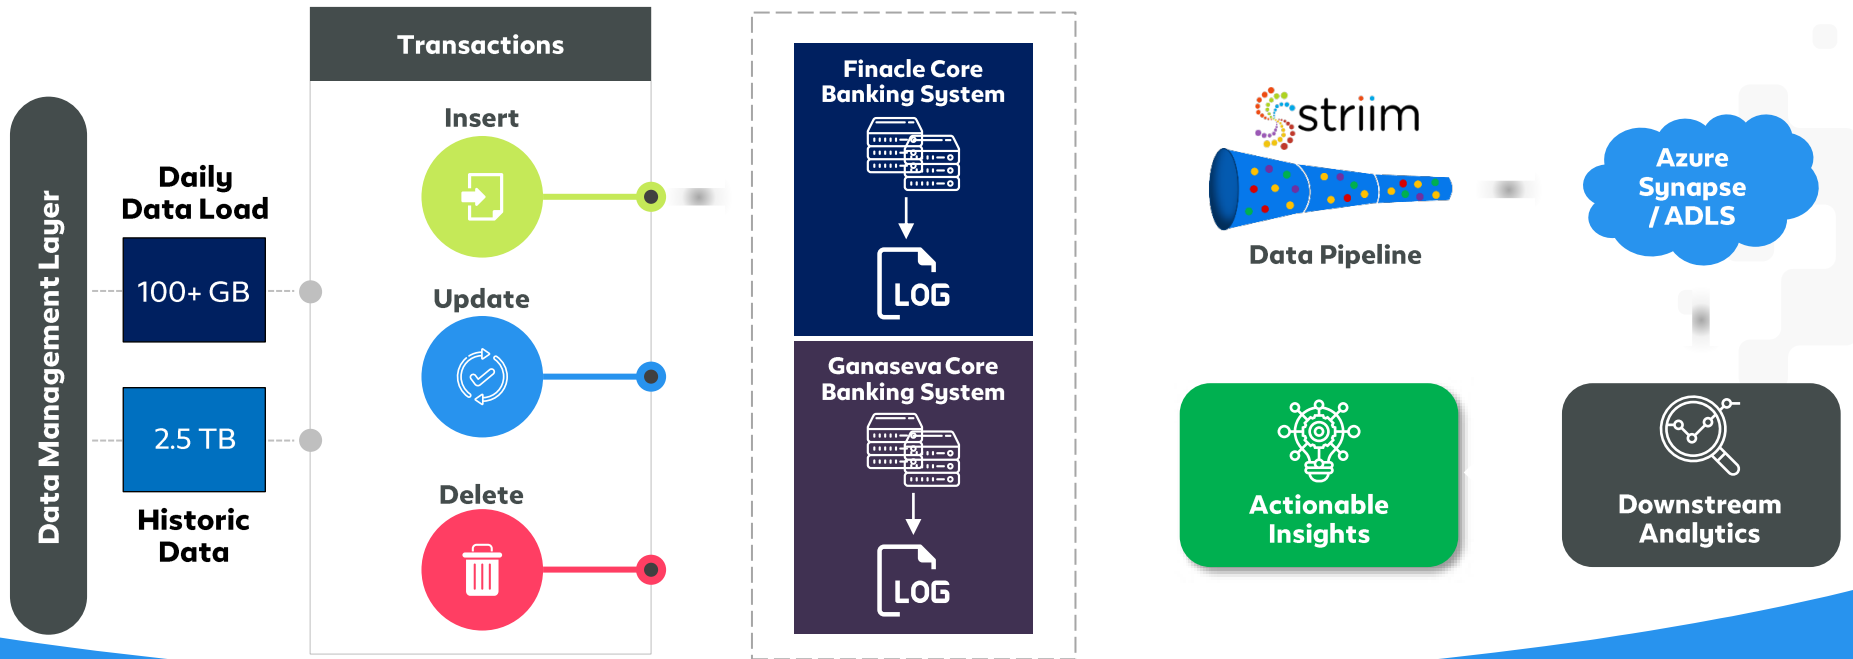 Data Management Layer
Daily
Data Load
100+ GB
2.5 TB
Historic
Data
Transactions
Insert
Update
Delete
Finacle Core
Banking System
LOG
Ganaseva Core
Banking System
LOG
striim
Data Pipeline
Azure
Synapse
/ ADLS
Actionable
Insights
Downstream
Analytics